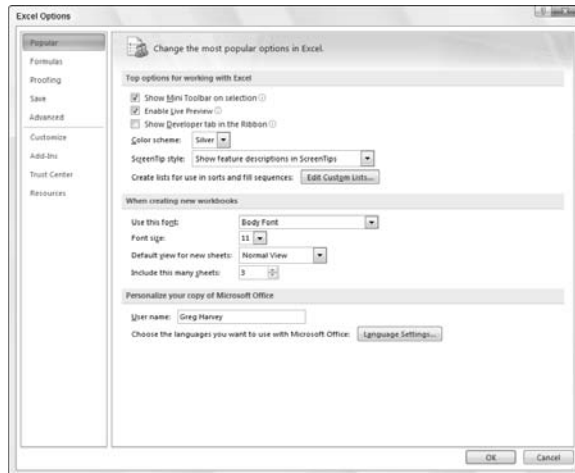 Excel Options
Popular
Formulas
Proofing
Save
Advanced
Customize
Add-Ins
Trust Center
Resources
Change the most popular options in Excel.
Top options for working with Excel
Show Mini Toolbar on selection
Enable Live Preview
Show Developer tab in the Ribbon
Color scheme: Silver
ScreenTip style: Show feature descriptions in ScreenTips
Create lists for use in sorts and fill sequences: Edit Custom Lists...
When creating new workbooks
Use this font: Body Font
Font size: 11
Default view for new sheets: Normal View
Include this many sheets: 3
Personalize your copy of Microsoft Office
User name: Greg Harvey
Choose the languages you want to use with Microsoft Office: Language Settings...
OK Cancel